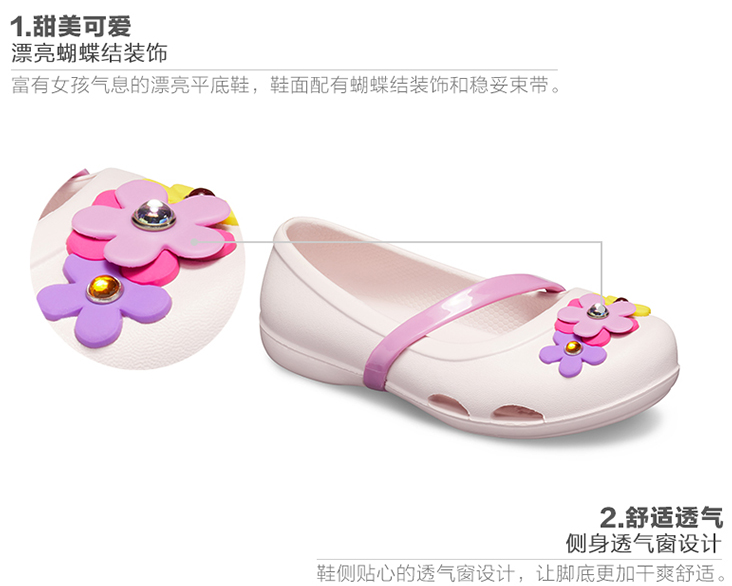 1.甜美可爱
漂亮蝴蝶结装饰
富有女孩气息的漂亮平底鞋，鞋面配有蝴蝶结装饰和稳妥束带。
2.舒适透气
侧身透气窗设计
鞋侧贴心的透气窗设计，让脚底更加干爽舒适。